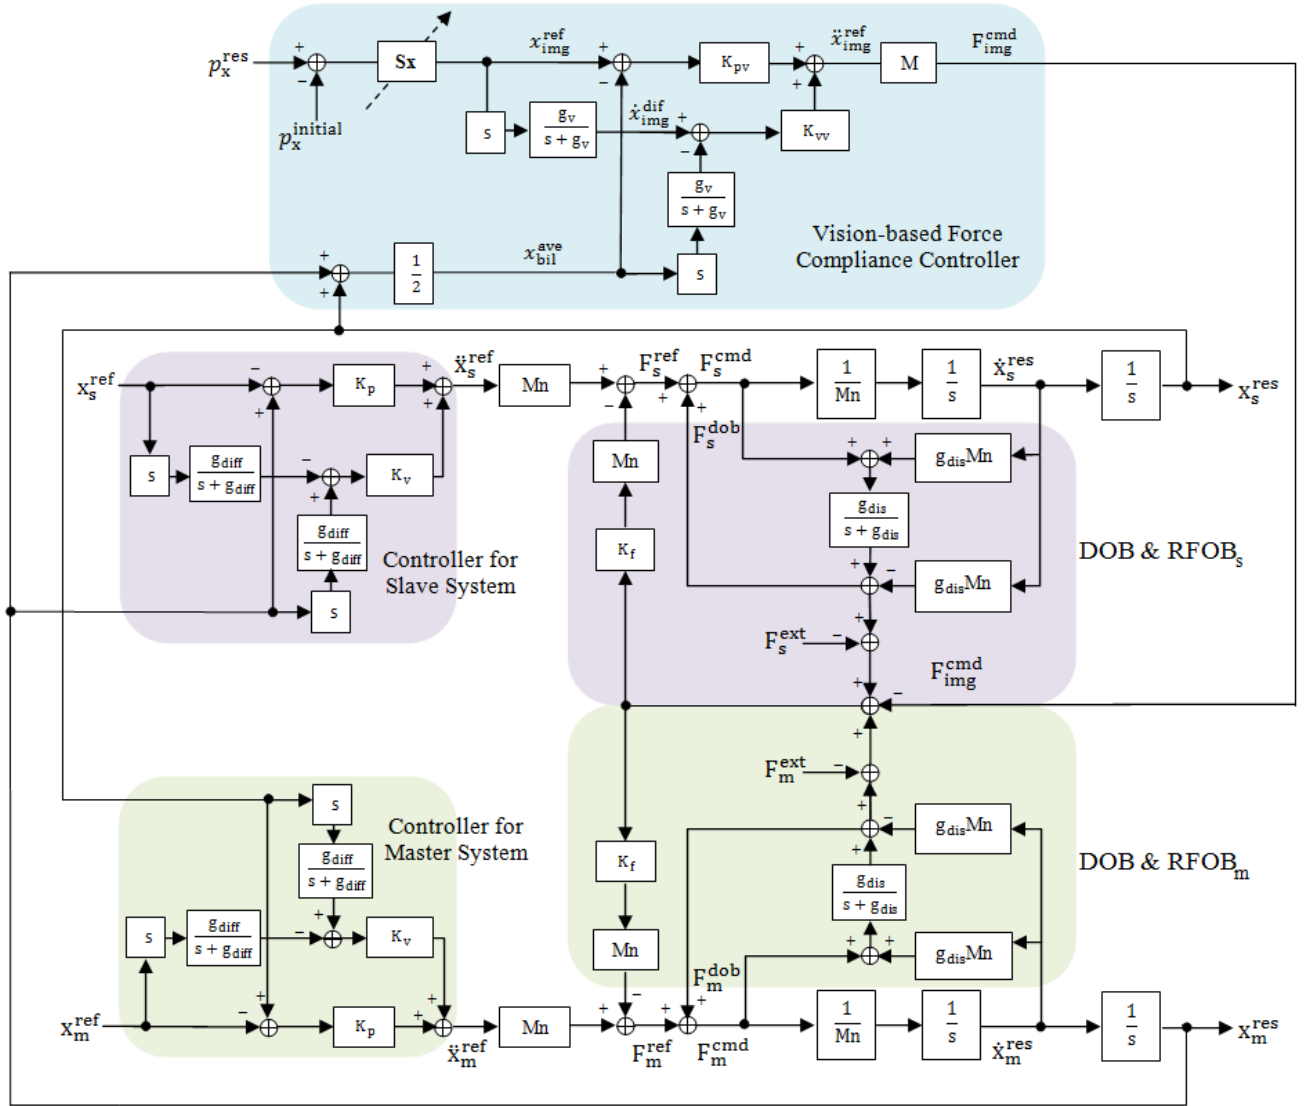 p_x^res + − Sx x_img^ref + − K_pv + + ẍ_img^ref M F_img^cmd
p_x^initial
s g_v/(s + g_v) ẋ_img^dif + − K_vv
g_v/(s + g_v)
s
+ + 1/2 x_bil^ave
Vision-based Force
Compliance Controller
x_s^ref − + K_p + + ẍ_s^ref Mn + − F_s^ref + + F_s^cmd 1/Mn 1/s ẋ_s^res 1/s x_s^res
s g_diff/(s + g_diff) − + K_v
g_diff/(s + g_diff)
s
Controller for
Slave System
F_s^dob
Mn
K_f
+ + g_dis Mn
g_dis/(s + g_dis)
+ − g_dis Mn
DOB & RFOB_s
F_s^ext − +
F_img^cmd
+ − +
F_m^ext − +
+ − g_dis Mn
g_dis/(s + g_dis)
+ + g_dis Mn
DOB & RFOB_m
K_f
Mn
F_m^dob
s
g_diff/(s + g_diff)
Controller for
Master System
s g_diff/(s + g_diff) − + K_v
x_m^ref − + K_p + + ẍ_m^ref Mn + − F_m^ref + + F_m^cmd 1/Mn 1/s ẋ_m^res 1/s x_m^res